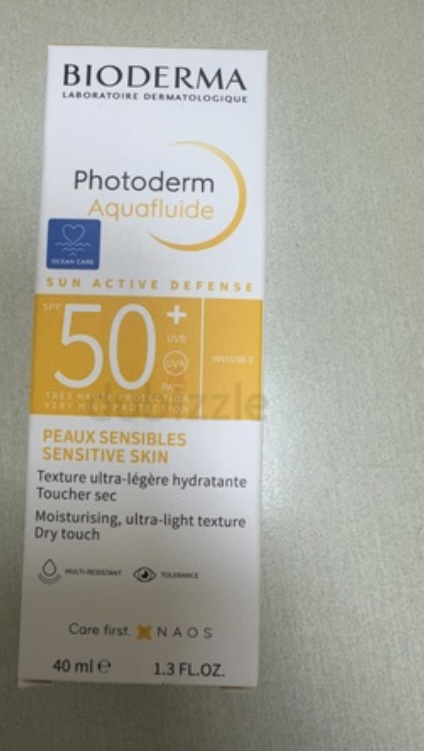 BIODERMA
LABORATOIRE DERMATOLOGIQUE
Photoderm
Aquafluide
OCEAN CARE
SUN ACTIVE DEFENSE
SPF
50+
UVB
UVA
INVISIBLE
TRÈS HAUTE PROTECTION
VERY HIGH PROTECTION
dubizzle
PEAUX SENSIBLES
SENSITIVE SKIN
Texture ultra-légère hydratante
Toucher sec
Moisturising, ultra-light texture
Dry touch
MULTI-RESISTANT
TOLERANCE
Care first. NAOS
40 ml e
1.3 FL.OZ.